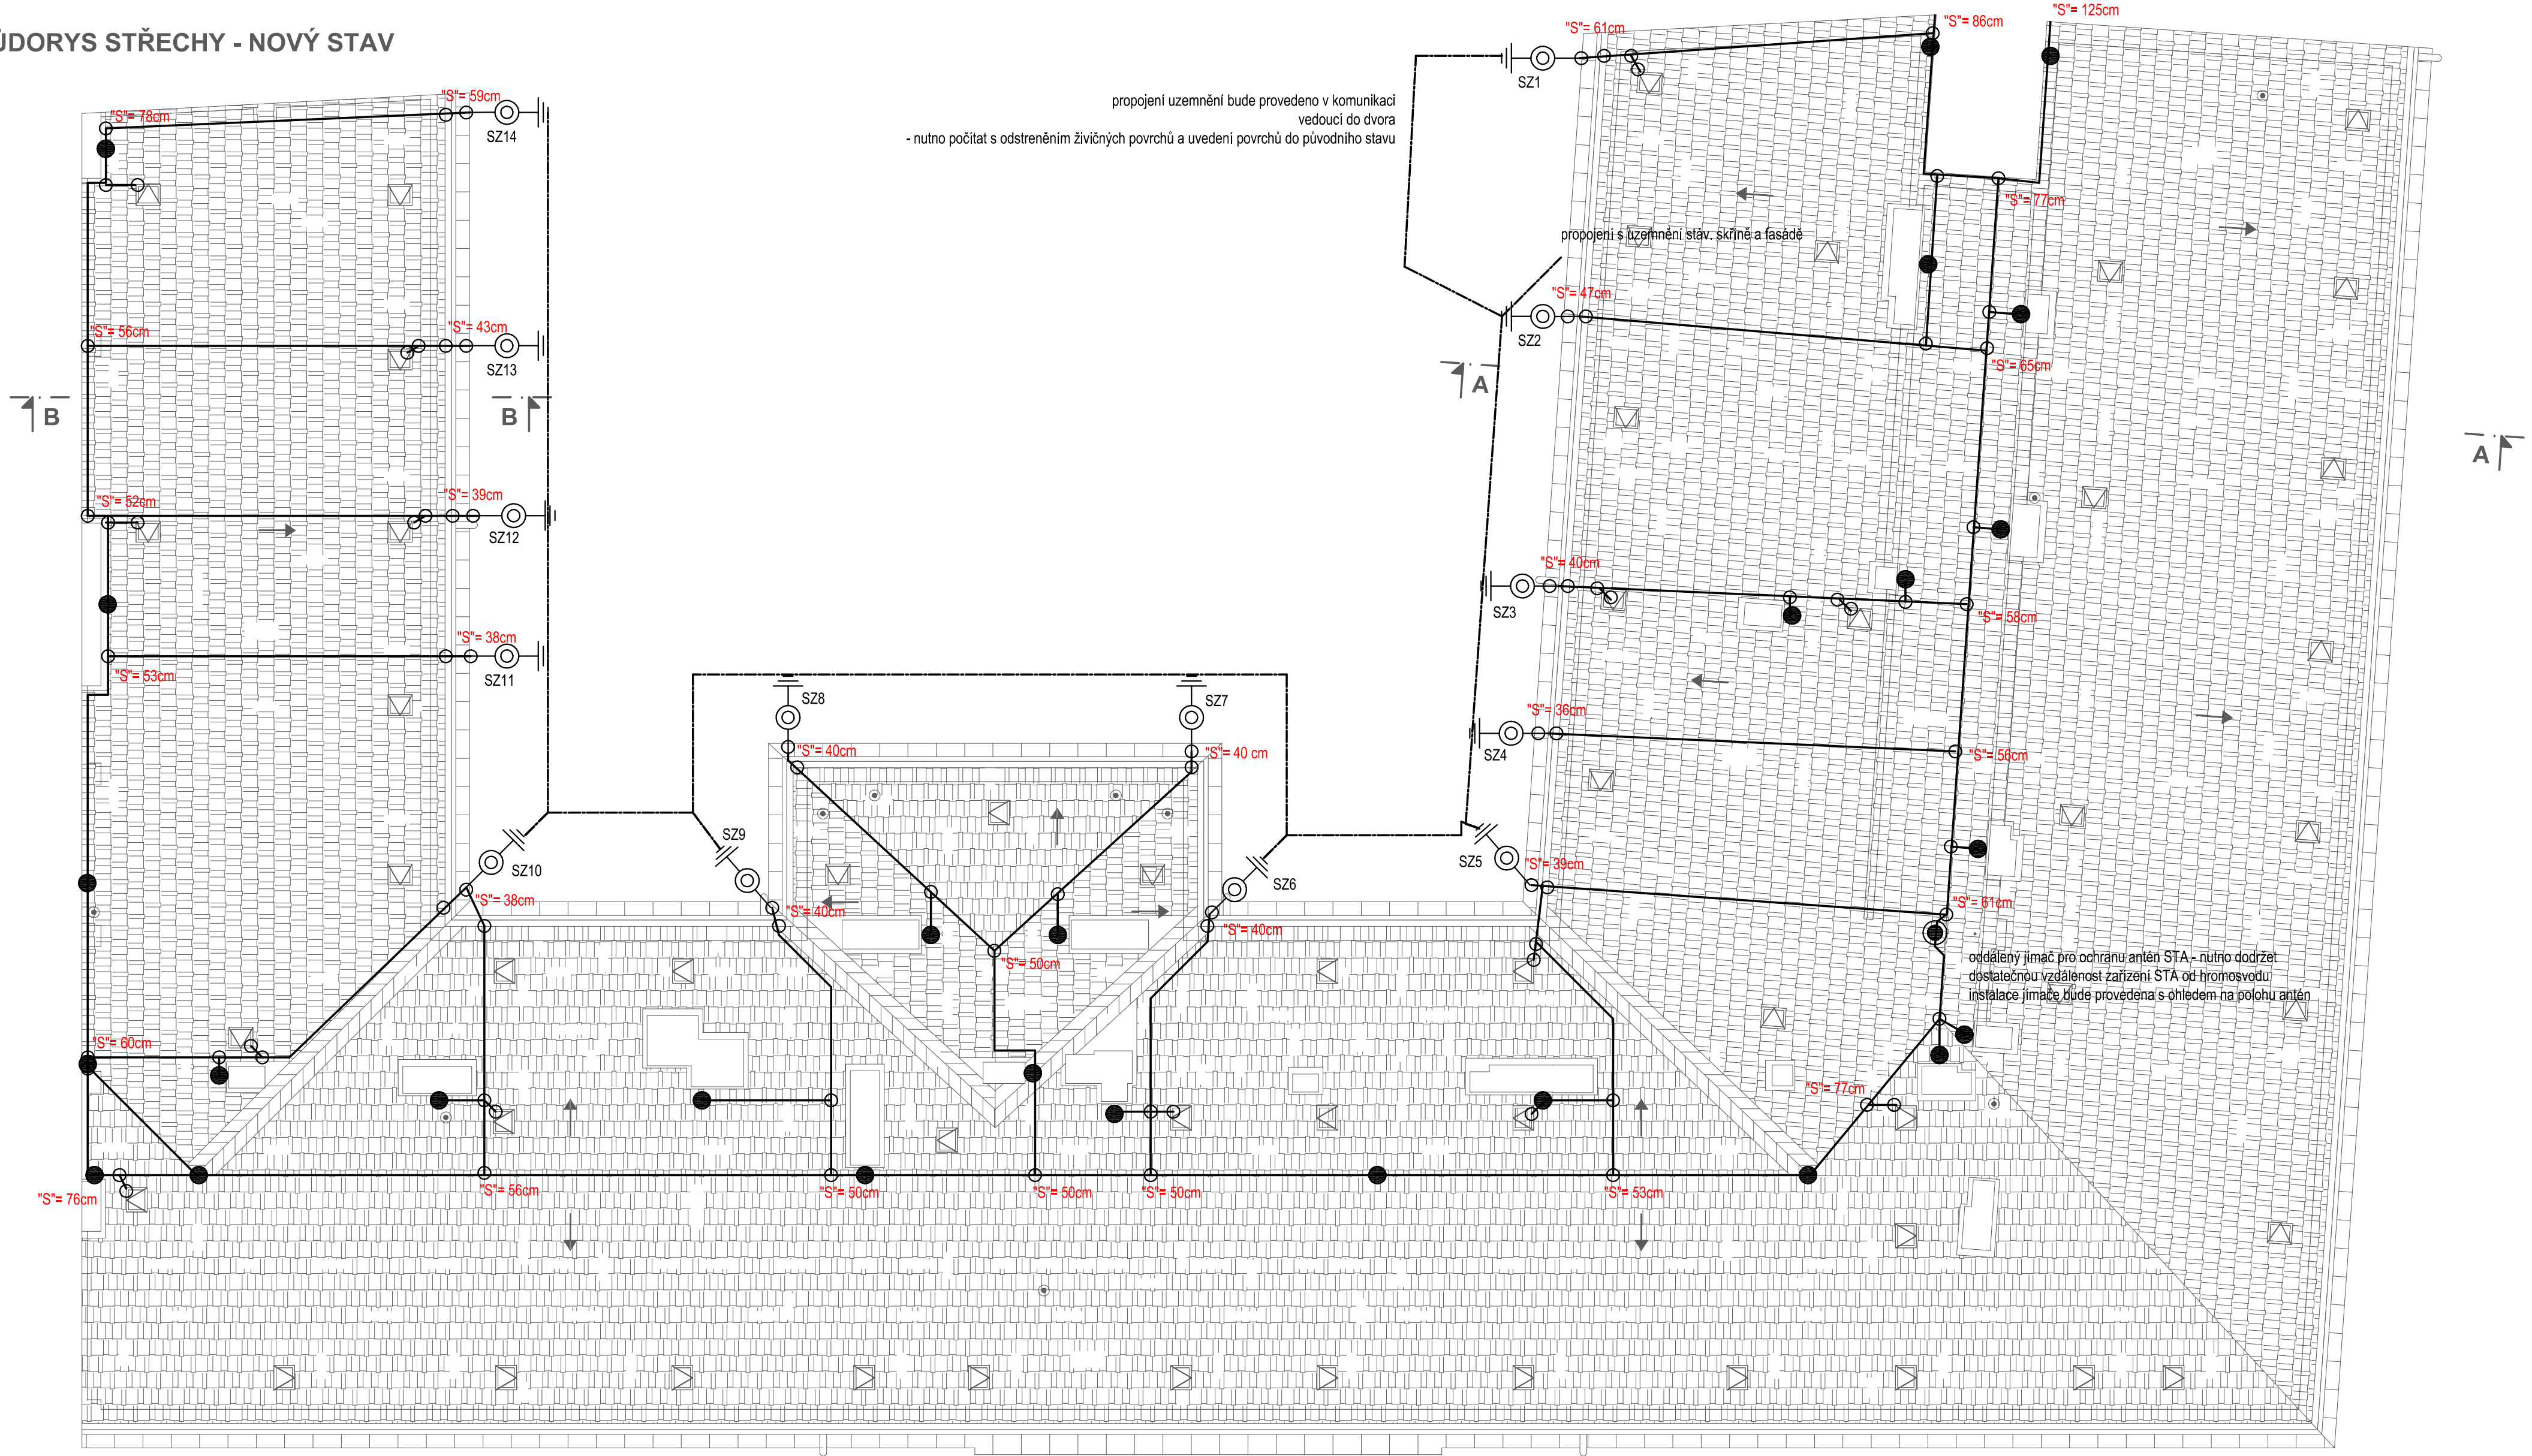 ŮDORYS STŘECHY - NOVÝ STAV
"S"= 125cm
"S"= 86cm
"S"= 61cm
SZ1
"S"= 59cm
"S"= 78cm
SZ14
propojení uzemnění bude provedeno v komunikaci
vedoucí do dvora
- nutno počítat s odstreněním živičných povrchů a uvedení povrchů do původního stavu
"S"= 77cm
propojení s uzemnění stáv. skříně a fasádě
"S"= 47cm
SZ2
"S"= 56cm
"S"= 43cm
SZ13
"S"= 65cm
A
B
B
A
"S"= 52cm
"S"= 39cm
SZ12
"S"= 40cm
SZ3
"S"= 58cm
"S"= 38cm
SZ11
"S"= 53cm
SZ8
SZ7
"S"= 36cm
SZ4
"S"= 40cm
"S"= 40 cm
"S"= 56cm
SZ9
SZ10
SZ6
SZ5
"S"= 39cm
"S"= 38cm
"S"= 40cm
"S"= 40cm
"S"= 61cm
"S"= 50cm
oddálený jímač pro ochranu antén STA - nutno dodržet
dostatečnou vzdálenost zařízení STA od hromosvodu
instalace jímače bude provedena s ohledem na polohu antén
"S"= 60cm
"S"= 77cm
"S"= 76cm
"S"= 56cm
"S"= 50cm
"S"= 50cm
"S"= 50cm
"S"= 53cm